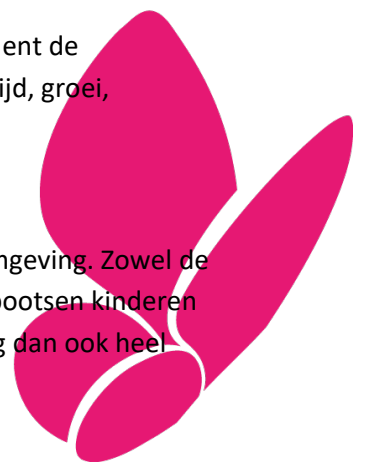 ent de
ijd, groei,
ngeving. Zowel de
ootsen kinderen
g dan ook heel